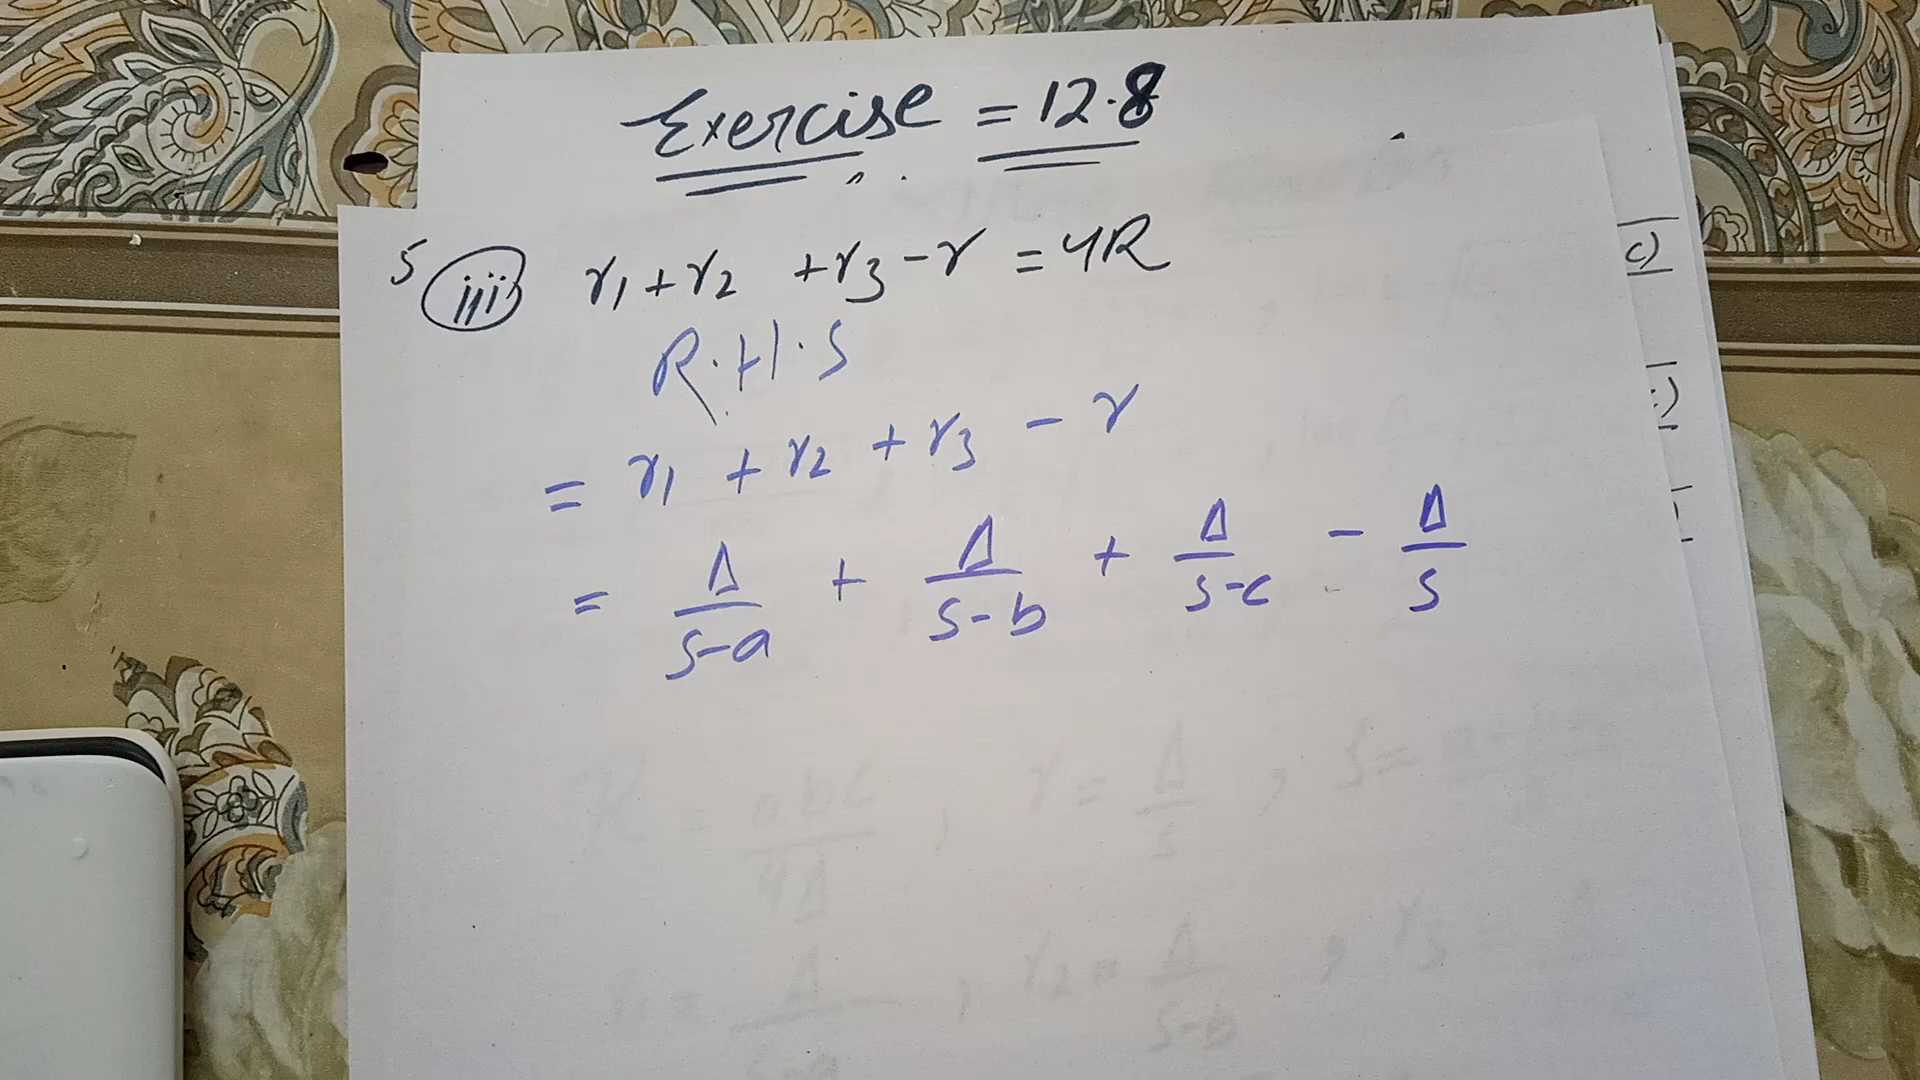 Exercise = 12.8
5 (iii) r1 + r2 + r3 - r = 4R
R.H.S
= r1 + r2 + r3 - r
= Δ/(s-a) + Δ/(s-b) + Δ/(s-c) - Δ/s
c)